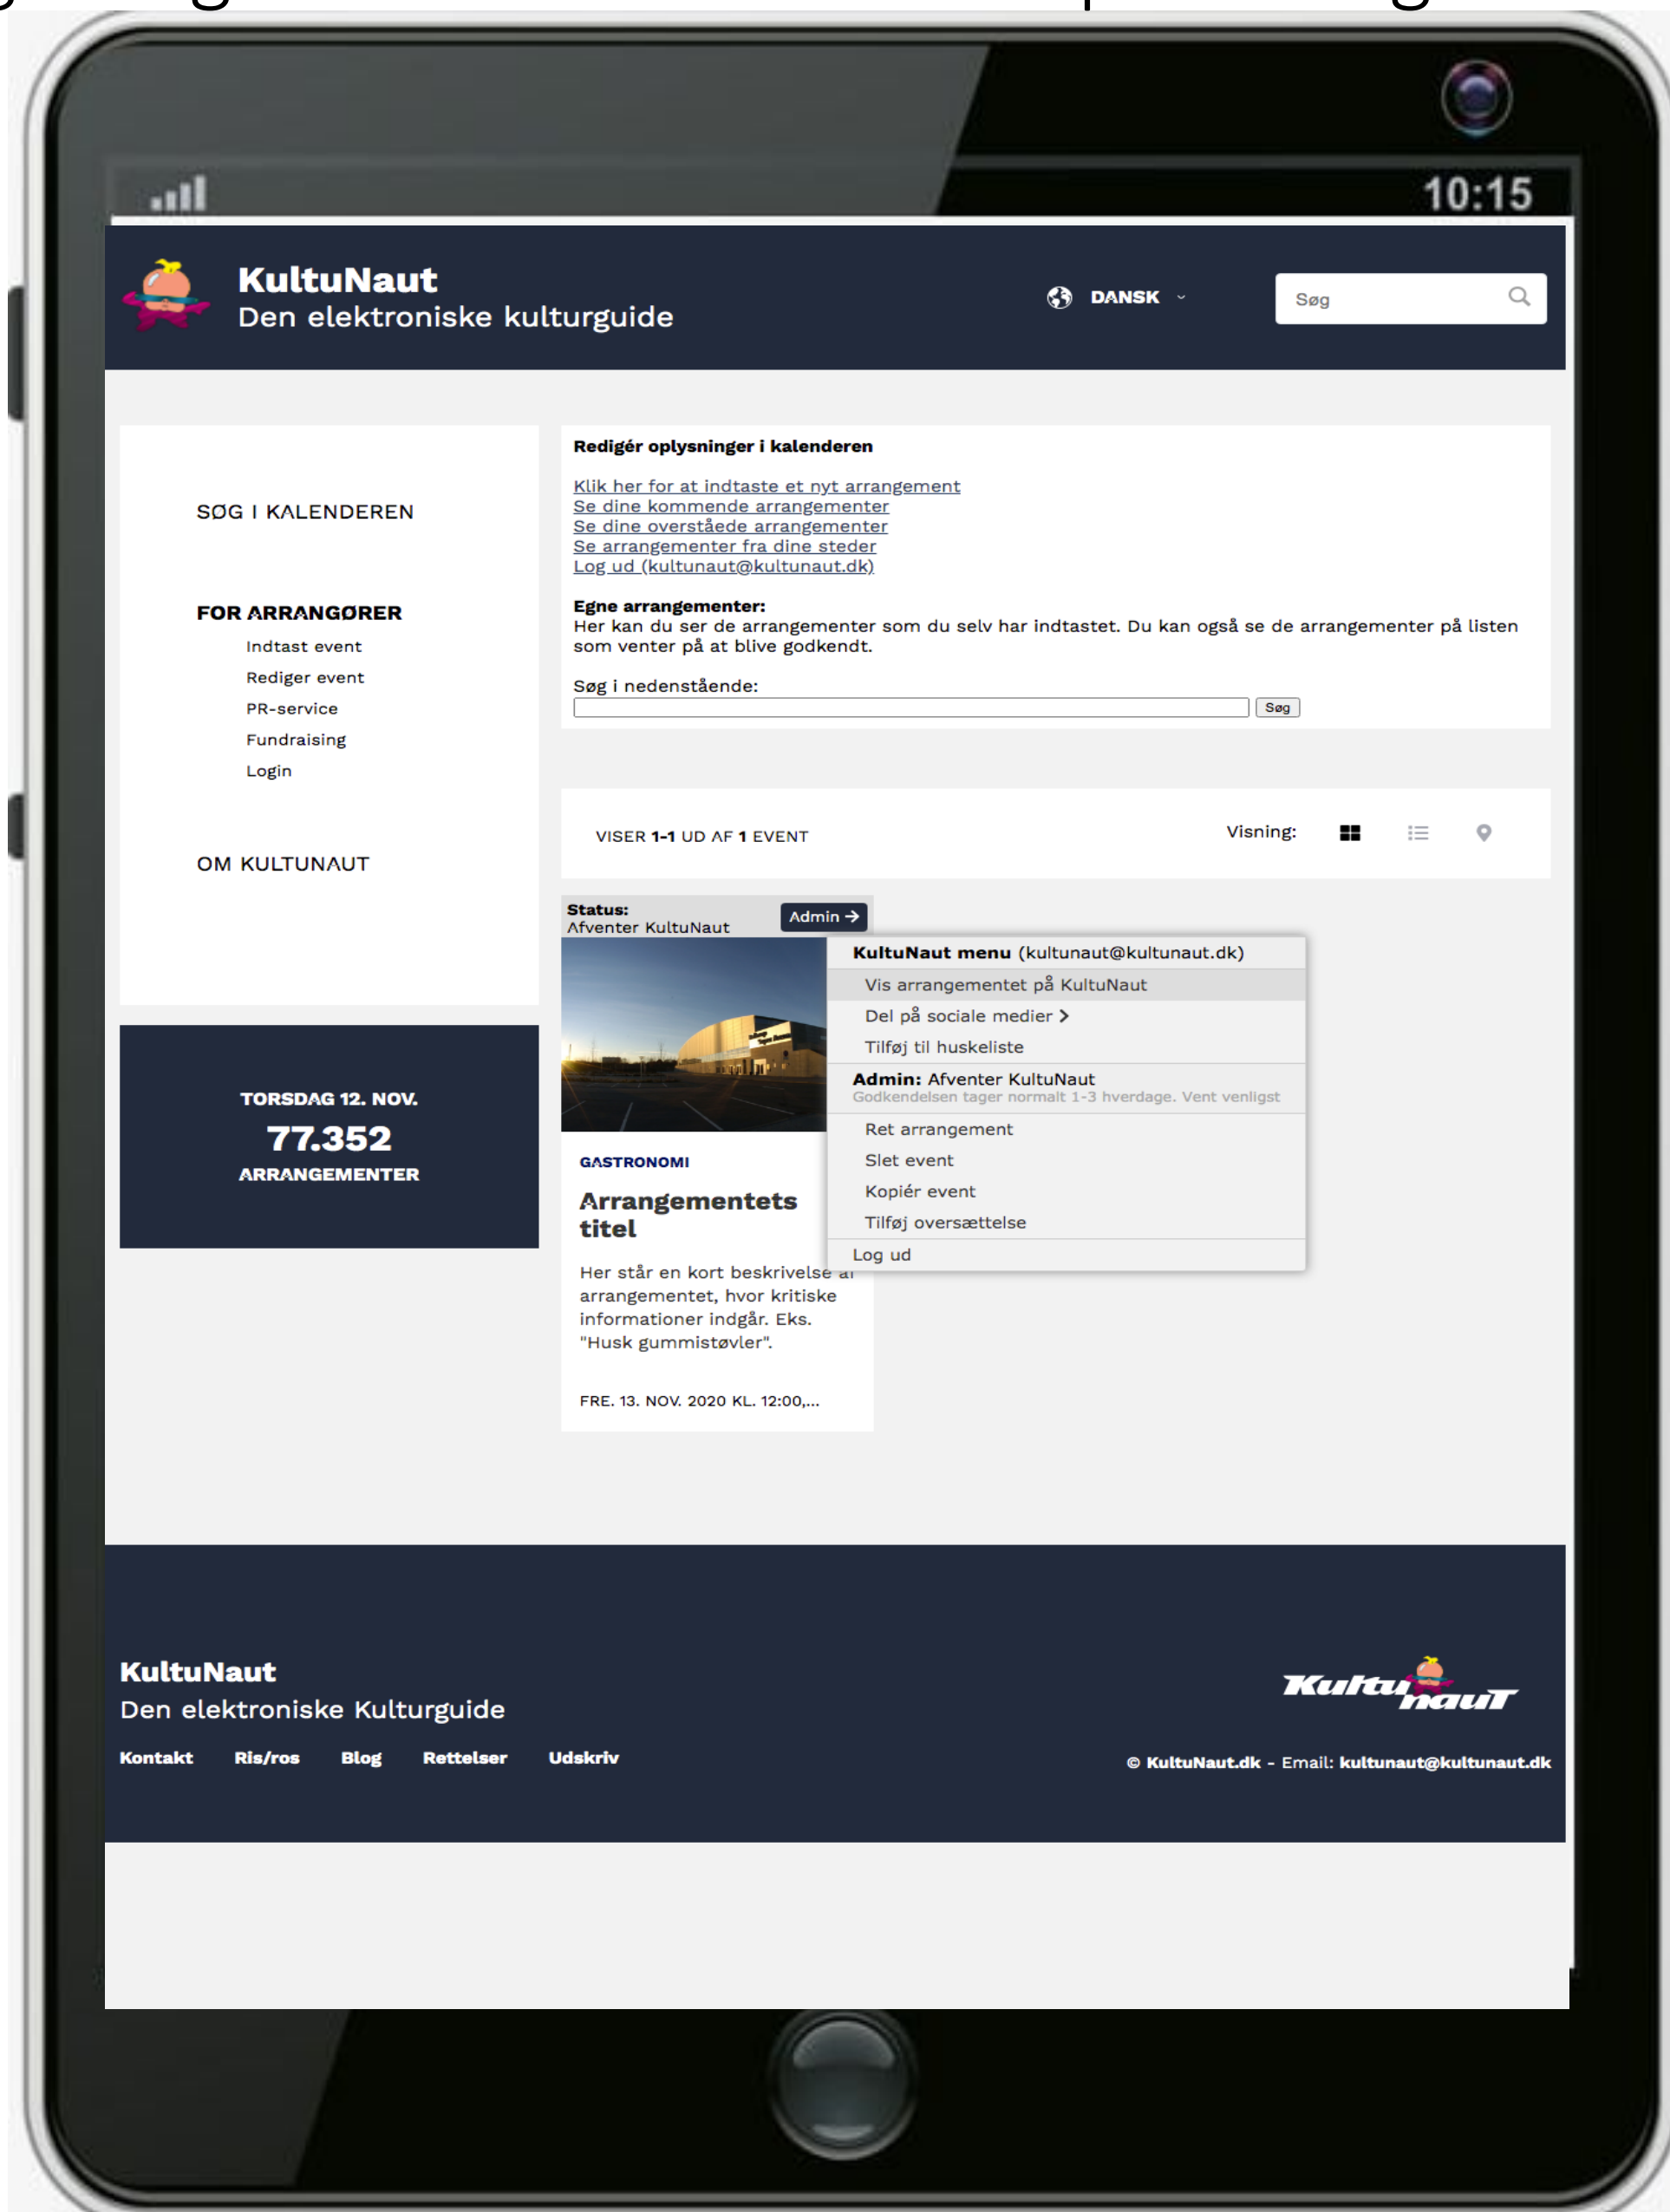 10:15
KultuNaut
Den elektroniske kulturguide
DANSK
Søg
SØG I KALENDEREN
FOR ARRANGØRER
Indtast event
Rediger event
PR-service
Fundraising
Login
OM KULTUNAUT
TORSDAG 12. NOV.
77.352
ARRANGEMENTER
Redigér oplysninger i kalenderen
Klik her for at indtaste et nyt arrangement
Se dine kommende arrangementer
Se dine overståede arrangementer
Se arrangementer fra dine steder
Log ud (kultunaut@kultunaut.dk)
Egne arrangementer:
Her kan du ser de arrangementer som du selv har indtastet. Du kan også se de arrangementer på listen
som venter på at blive godkendt.
Søg i nedenstående:
Søg
VISER 1-1 UD AF 1 EVENT
Visning:
Status:
Afventer KultuNaut
Admin →
KultuNaut menu (kultunaut@kultunaut.dk)
Vis arrangementet på KultuNaut
Del på sociale medier >
Tilføj til huskeliste
Admin: Afventer KultuNaut
Godkendelsen tager normalt 1-3 hverdage. Vent venligst
Ret arrangement
Slet event
Kopiér event
Tilføj oversættelse
Log ud
GASTRONOMI
Arrangementets
titel
Her står en kort beskrivelse af
arrangementet, hvor kritiske
informationer indgår. Eks.
"Husk gummistøvler".
FRE. 13. NOV. 2020 KL. 12:00,...
KultuNaut
Den elektroniske Kulturguide
Kontakt Ris/ros Blog Rettelser Udskriv
KultunauT
© KultuNaut.dk - Email: kultunaut@kultunaut.dk